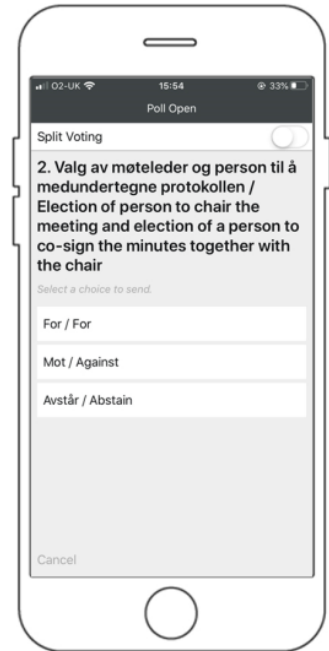 O2-UK 15:54 33%
Poll Open
Split Voting
2. Valg av møteleder og person til å
medundertegne protokollen /
Election of person to chair the
meeting and election of a person to
co-sign the minutes together with
the chair
Select a choice to send.
For / For
Mot / Against
Avstår / Abstain
Cancel